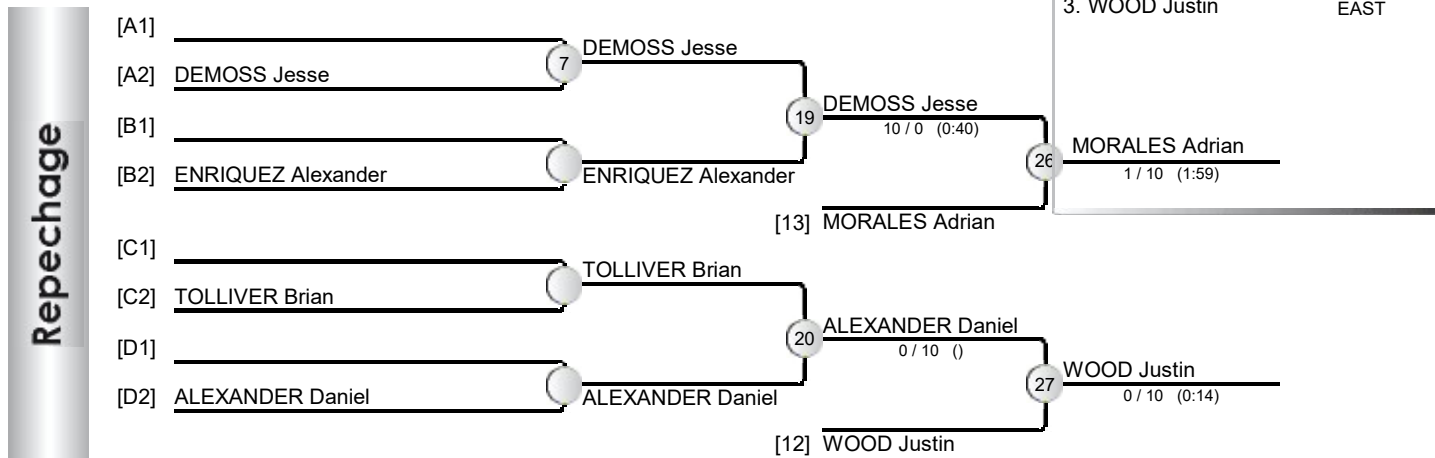 3. WOOD Justin EAST
Repechage
[A1]
[A2] DEMOSS Jesse
7
DEMOSS Jesse
[B1]
[B2] ENRIQUEZ Alexander
ENRIQUEZ Alexander
19
DEMOSS Jesse
10 / 0 (0:40)
[13] MORALES Adrian
26
MORALES Adrian
1 / 10 (1:59)
[C1]
[C2] TOLLIVER Brian
TOLLIVER Brian
[D1]
[D2] ALEXANDER Daniel
ALEXANDER Daniel
20
ALEXANDER Daniel
0 / 10 ()
[12] WOOD Justin
27
WOOD Justin
0 / 10 (0:14)